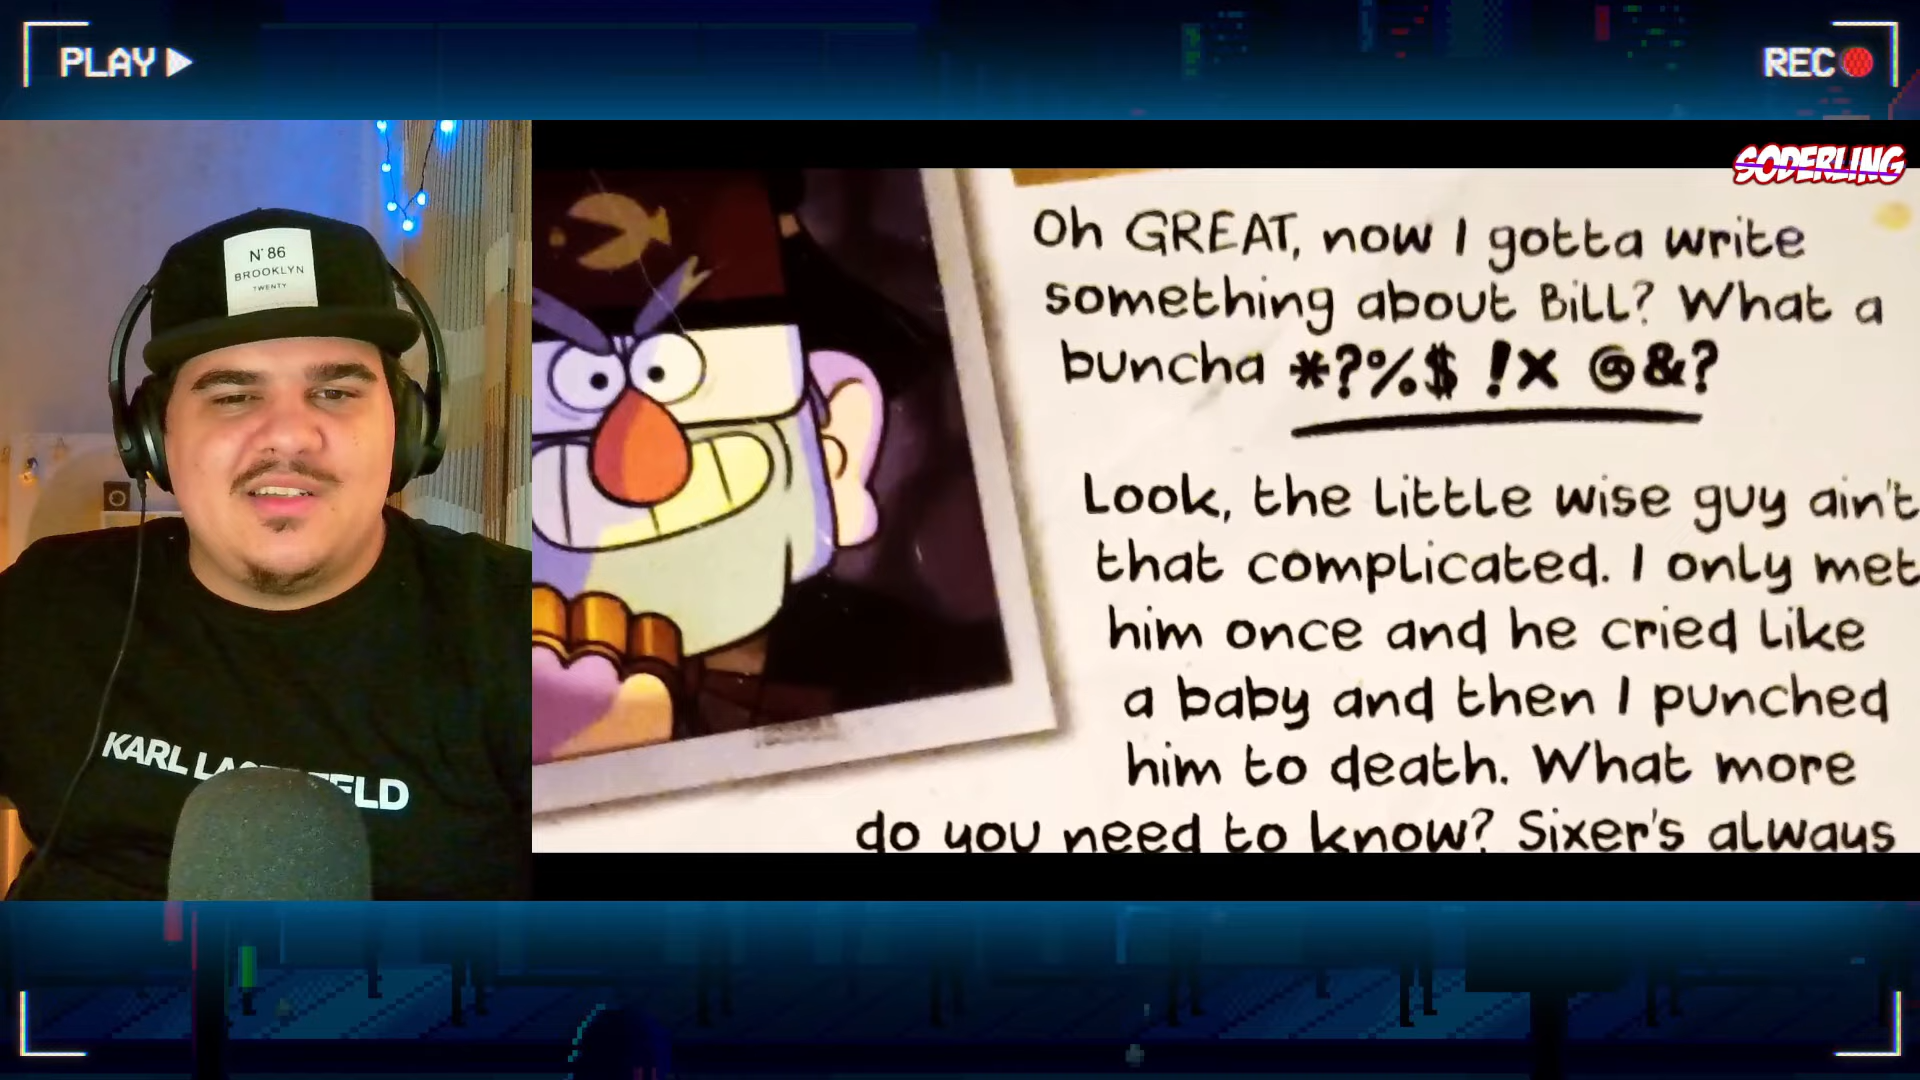 PLAY
REC
SODERLING
N° 86
BROOKLYN
TWENTY
KARL
Oh GREAT, now I gotta write
something about Bill? What a
buncha *?%$ !X @&?
Look, the little wise guy ain't
that complicated. I only met
him once and he cried like
a baby and then I punched
him to death. What more
do you need to know? Sixer's always